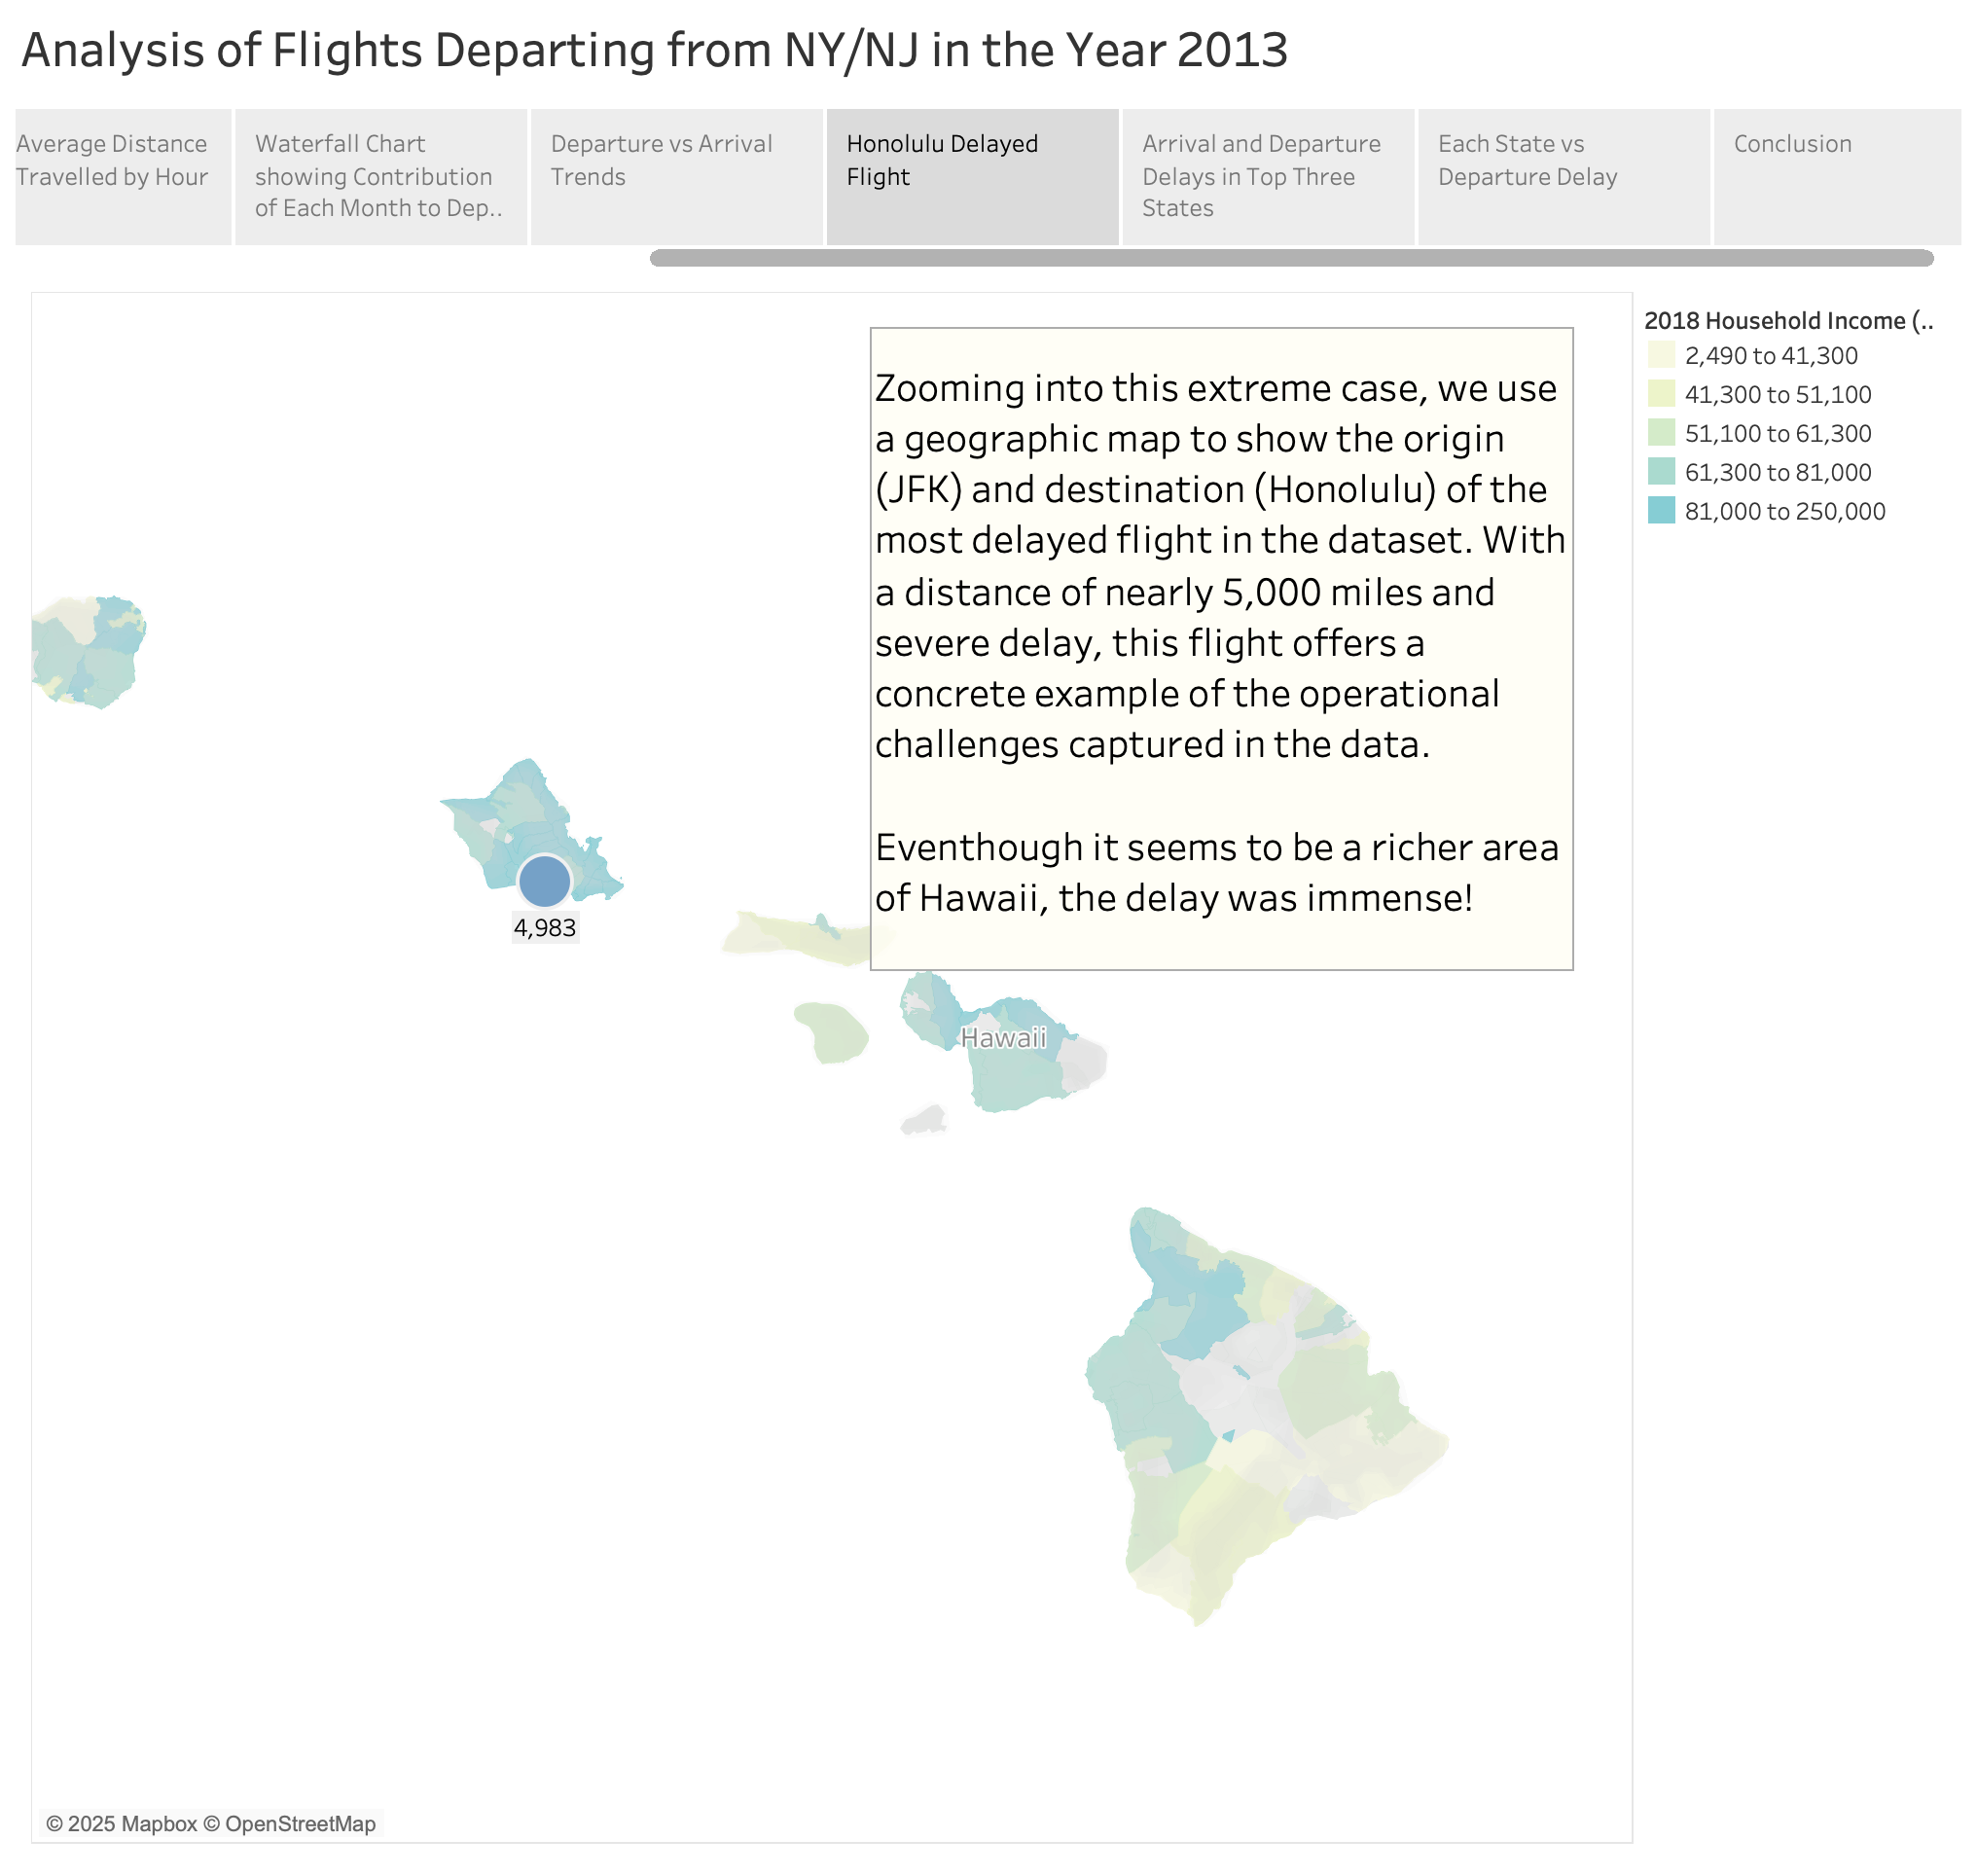 Analysis of Flights Departing from NY/NJ in the Year 2013
Average Distance
Travelled by Hour
Waterfall Chart
showing Contribution
of Each Month to Dep..
Departure vs Arrival
Trends
Honolulu Delayed
Flight
Arrival and Departure
Delays in Top Three
States
Each State vs
Departure Delay
Conclusion
Zooming into this extreme case, we use
a geographic map to show the origin
(JFK) and destination (Honolulu) of the
most delayed flight in the dataset. With
a distance of nearly 5,000 miles and
severe delay, this flight offers a
concrete example of the operational
challenges captured in the data.
Eventhough it seems to be a richer area
of Hawaii, the delay was immense!
2018 Household Income (..
2,490 to 41,300
41,300 to 51,100
51,100 to 61,300
61,300 to 81,000
81,000 to 250,000
4,983
Hawaii
© 2025 Mapbox © OpenStreetMap